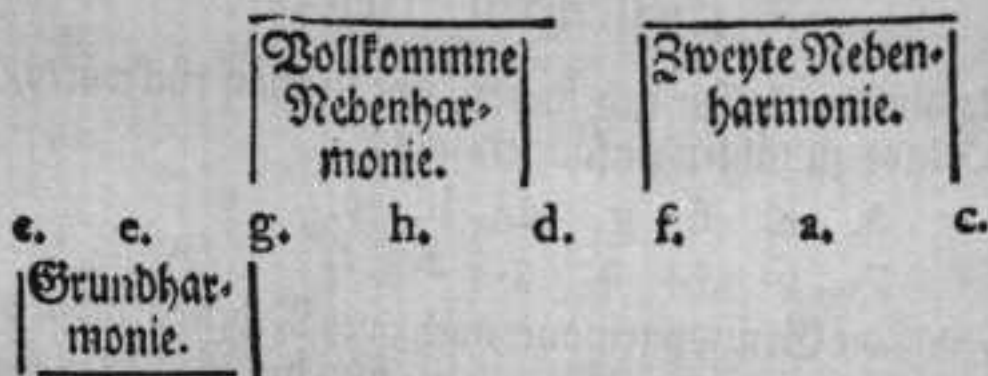 Vollkommne
Nebenhar-
monie.
Zweyte Neben-
harmonie.
c. e. g. h. d. f. a. c.
Grundhar-
monie.